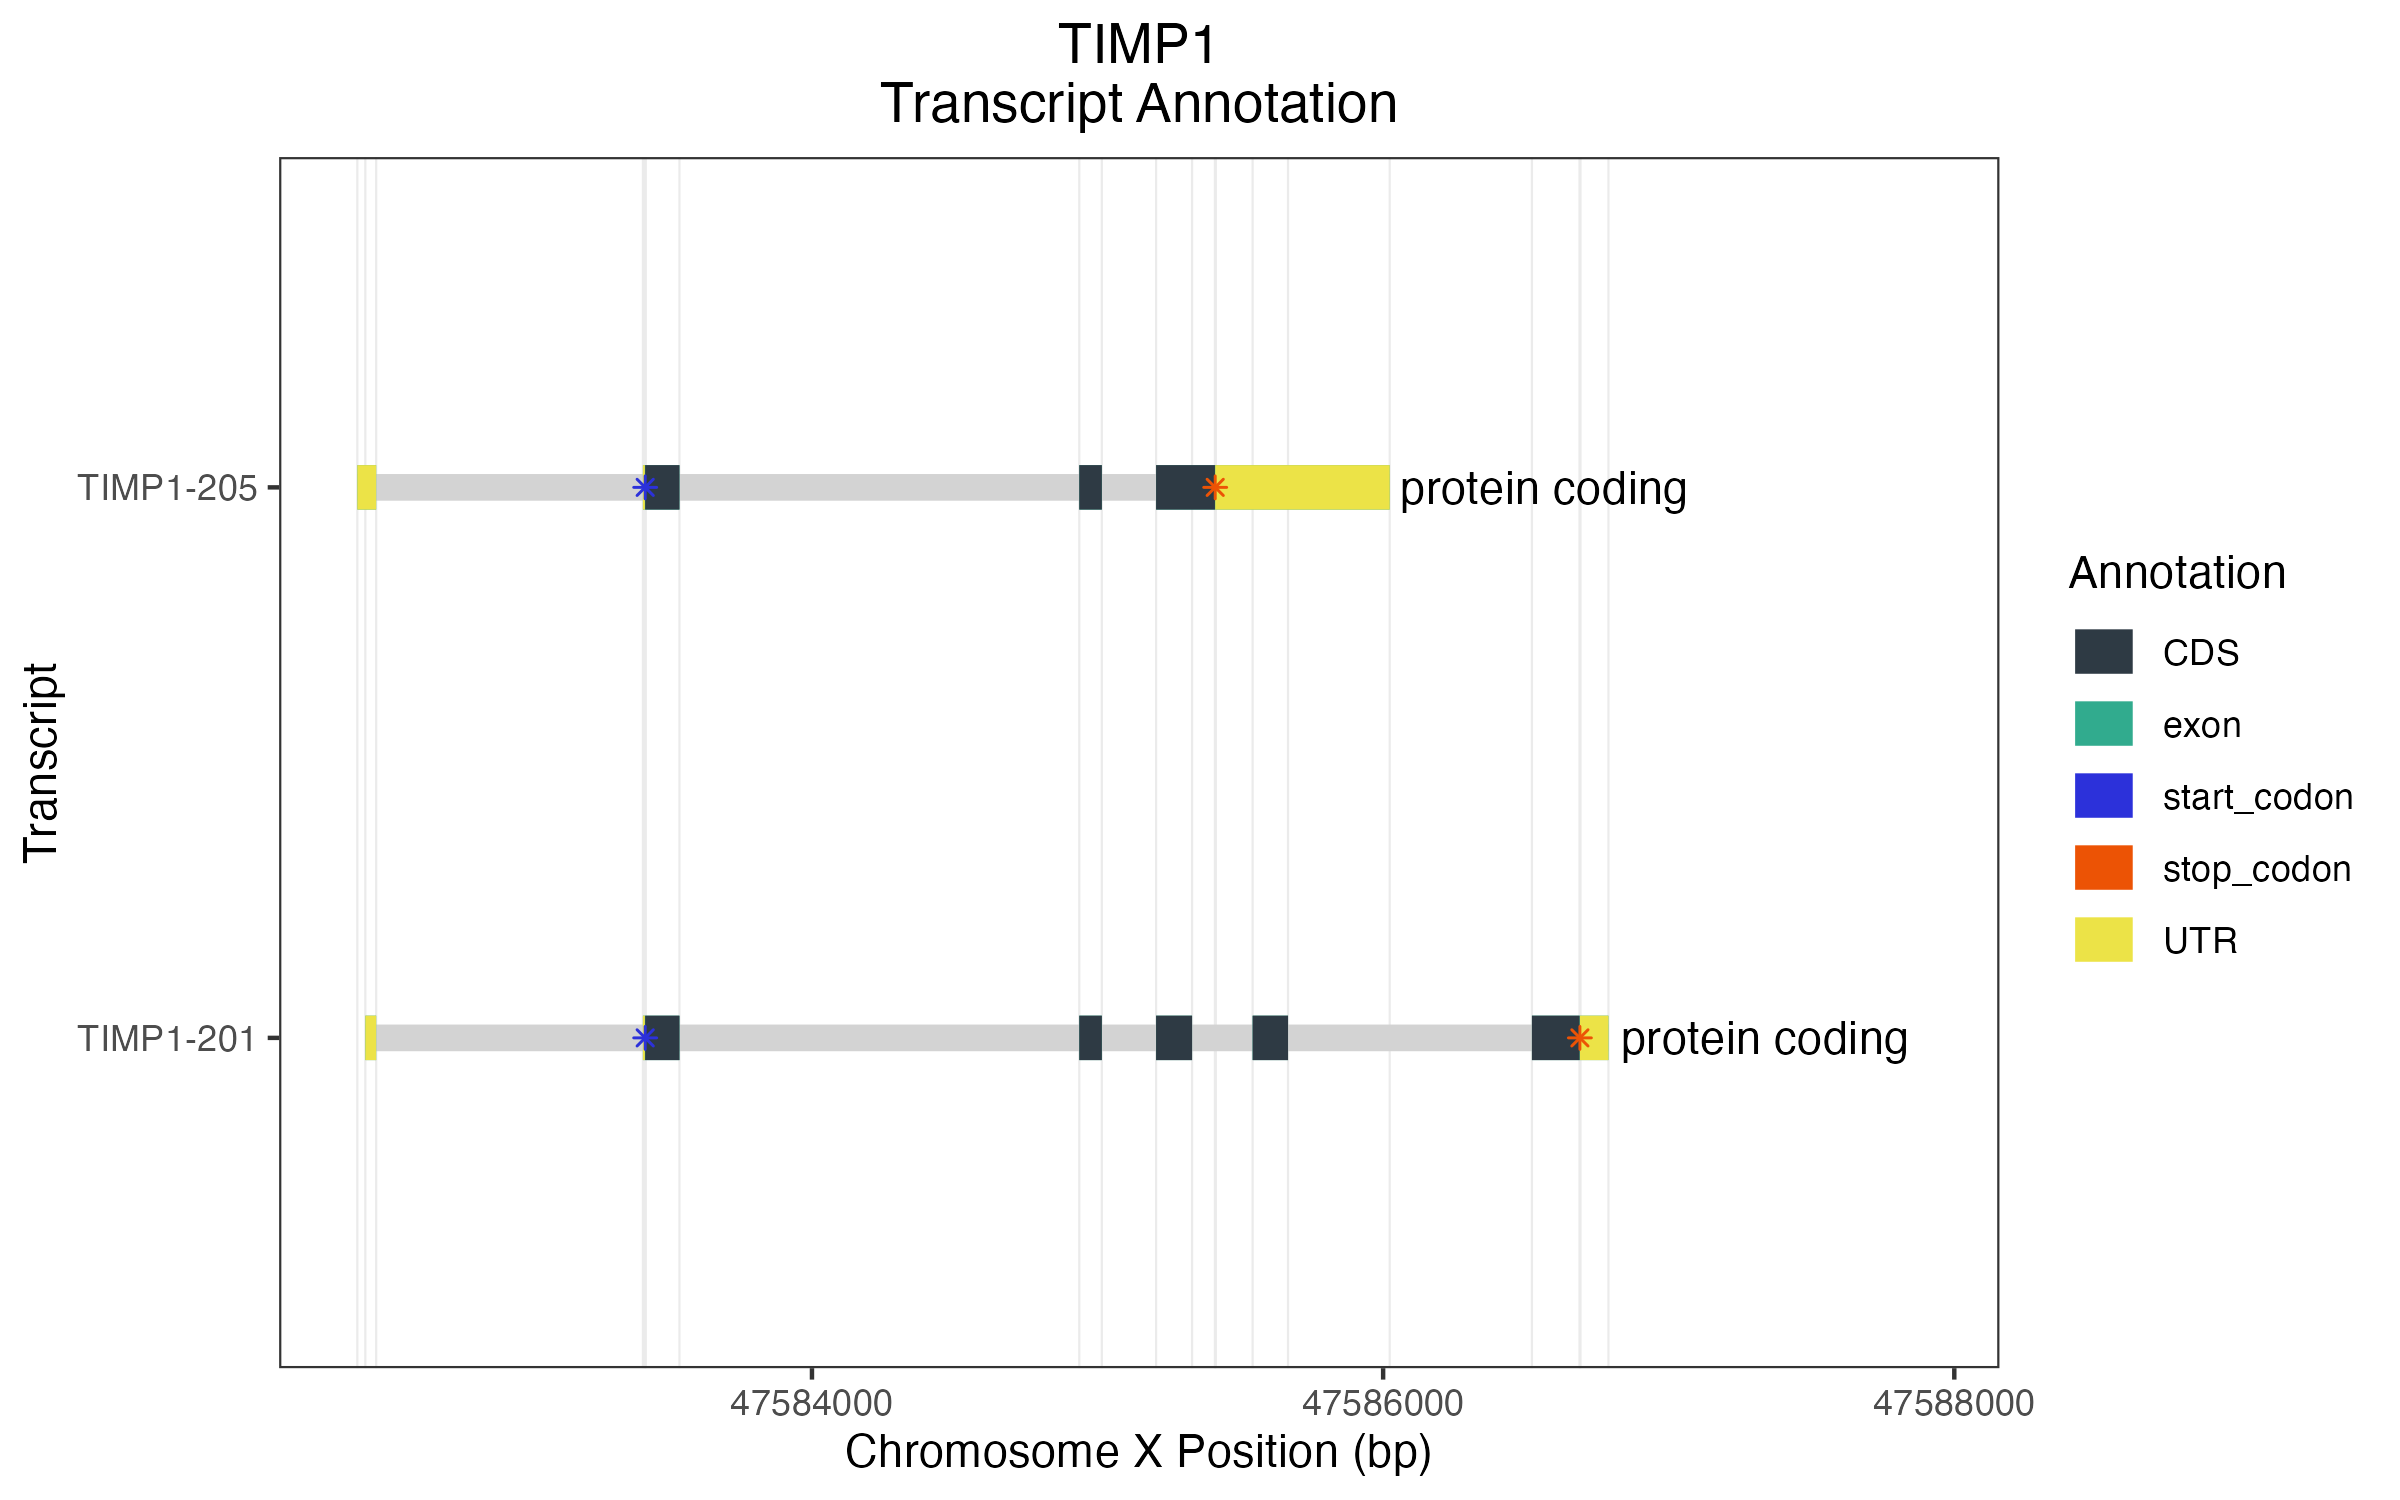 TIMP1
Transcript Annotation
Transcript
TIMP1-205
protein coding
TIMP1-201
protein coding
47584000
47586000
47588000
Chromosome X Position (bp)
Annotation
CDS
exon
start_codon
stop_codon
UTR